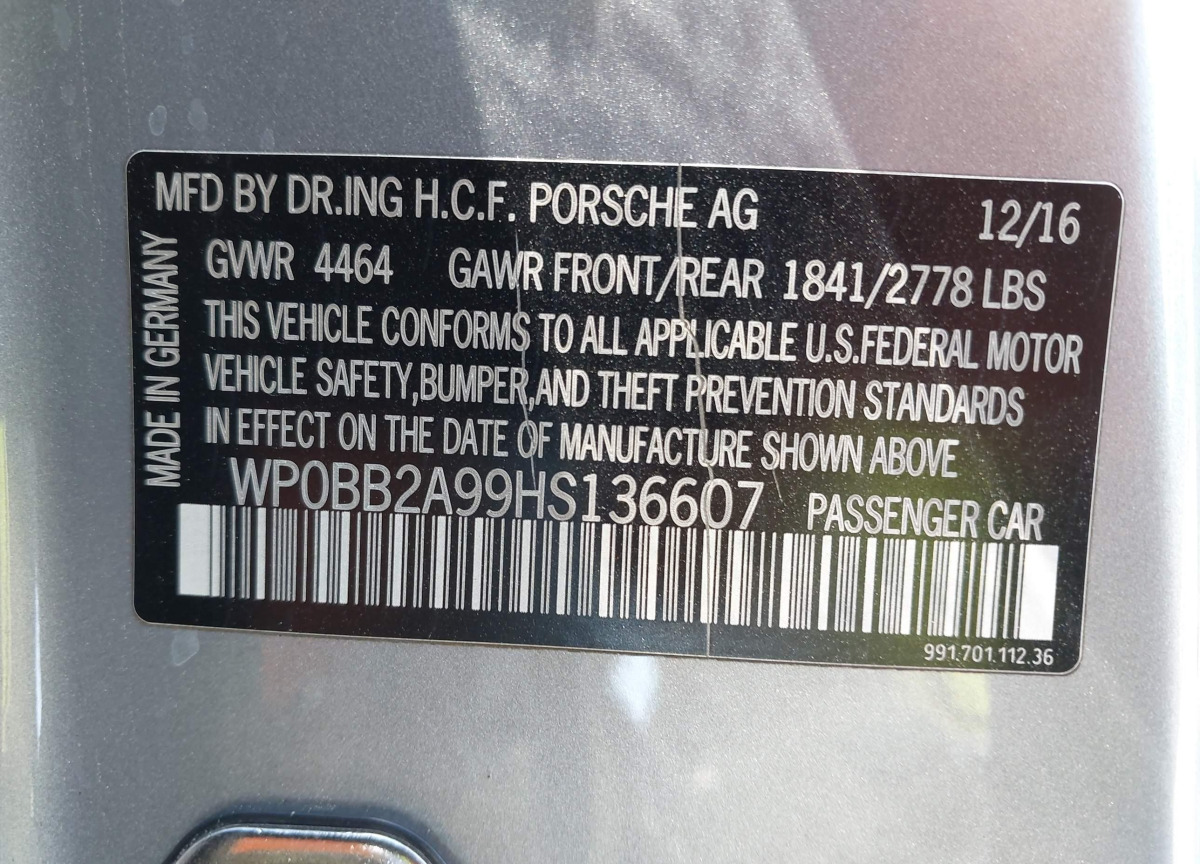 MFD BY DR.ING H.C.F. PORSCHE AG 12/16
MADE IN GERMANY
GVWR 4464 GAWR FRONT/REAR 1841/2778 LBS
THIS VEHICLE CONFORMS TO ALL APPLICABLE U.S.FEDERAL MOTOR
VEHICLE SAFETY,BUMPER,AND THEFT PREVENTION STANDARDS
IN EFFECT ON THE DATE OF MANUFACTURE SHOWN ABOVE
WP0BB2A99HS136607 PASSENGER CAR
991.701.112.36